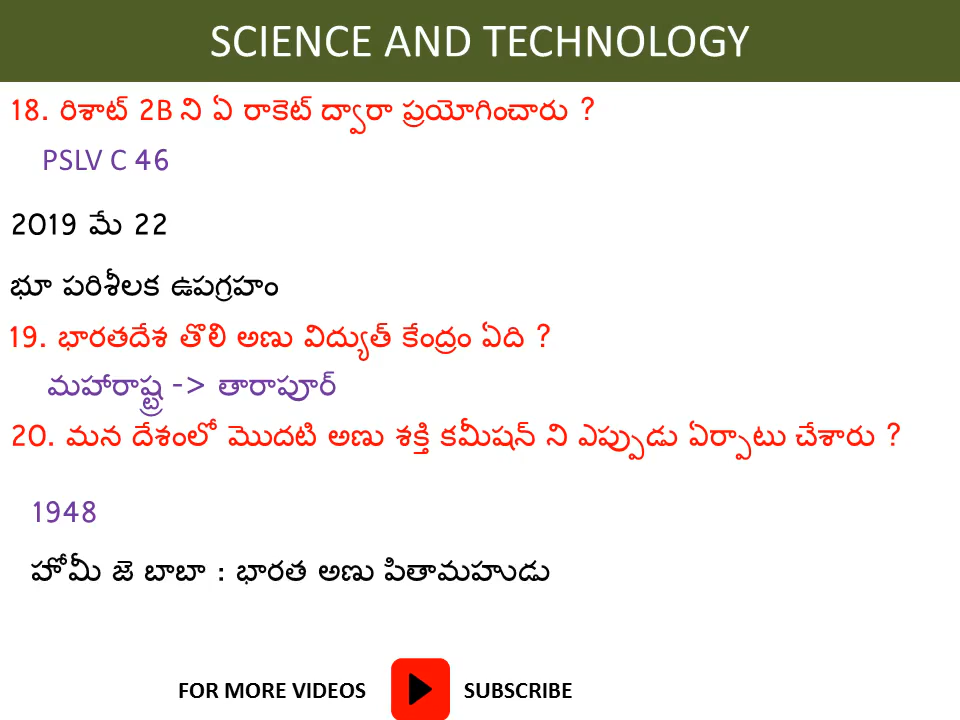 SCIENCE AND TECHNOLOGY
18. రిశాట్ 2B ని ఏ రాకెట్ ద్వారా ప్రయోగించారు ?
PSLV C 46
2019 మే 22
భూ పరిశీలక ఉపగ్రహం
19. భారతదేశ తొలి అణు విద్యుత్ కేంద్రం ఏది ?
మహారాష్ట్ర -> తారాపూర్
20. మన దేశంలో మొదటి అణు శక్తి కమీషన్ ని ఎప్పుడు ఏర్పాటు చేశారు ?
1948
హోమీ జె బాబా : భారత అణు పితామహుడు
FOR MORE VIDEOS SUBSCRIBE